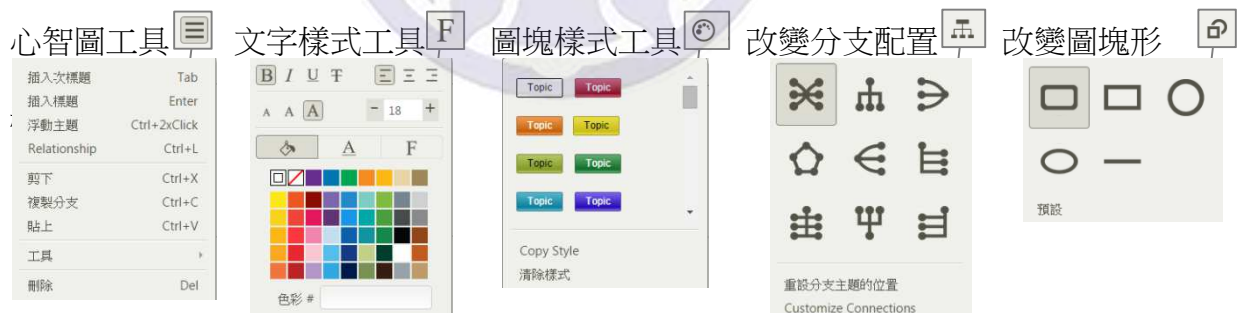 心智圖工具
文字樣式工具 F
圖塊樣式工具
改變分支配置
改變圖塊形
插入次標題 Tab
插入標題 Enter
浮動主題 Ctrl+2xClick
Relationship Ctrl+L
剪下 Ctrl+X
複製分支 Ctrl+C
貼上 Ctrl+V
工具
刪除 Del
B I U T
A A A - 18 +
A F
色彩 #
Topic Topic
Topic Topic
Topic Topic
Topic Topic
Copy Style
清除樣式
重設分支主題的位置
Customize Connections
預設